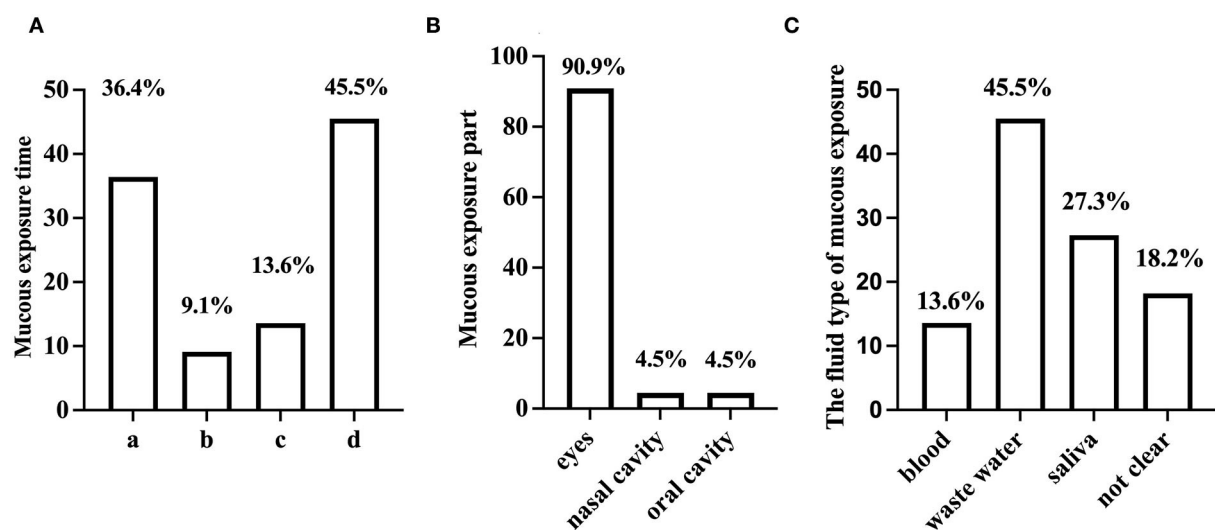 A
Mucous exposure time
50
40
30
20
10
0
36.4%
9.1%
13.6%
45.5%
a
b
c
d
B
Mucous exposure part
100
80
60
40
20
0
90.9%
4.5%
4.5%
eyes
nasal cavity
oral cavity
C
The fluid type of mucous exposure
50
40
30
20
10
0
13.6%
45.5%
27.3%
18.2%
blood
waste water
saliva
not clear